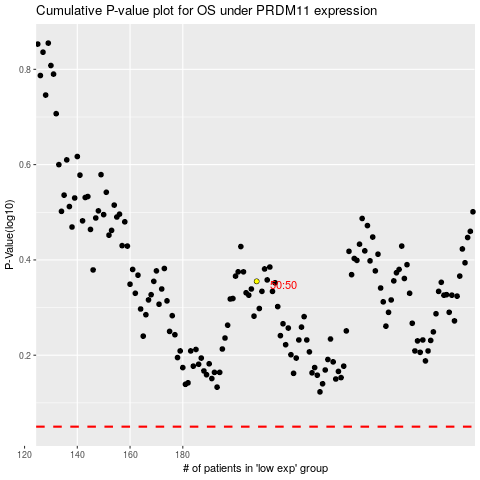 Cumulative P-value plot for OS under PRDM11 expression
P-Value(log10)
0.8
0.6
0.4
0.2
50:50
120 140 160 180
# of patients in 'low exp' group